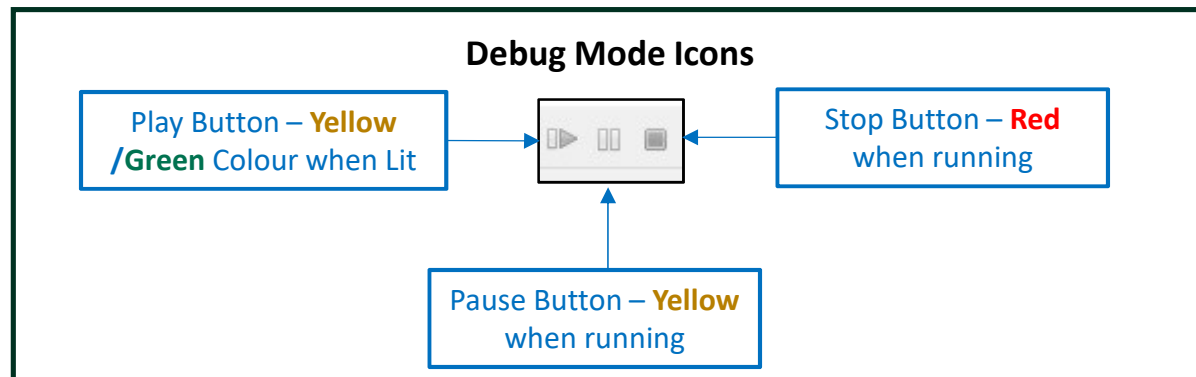 Debug Mode Icons
Play Button – Yellow
/Green Colour when Lit
Stop Button – Red
when running
Pause Button – Yellow
when running